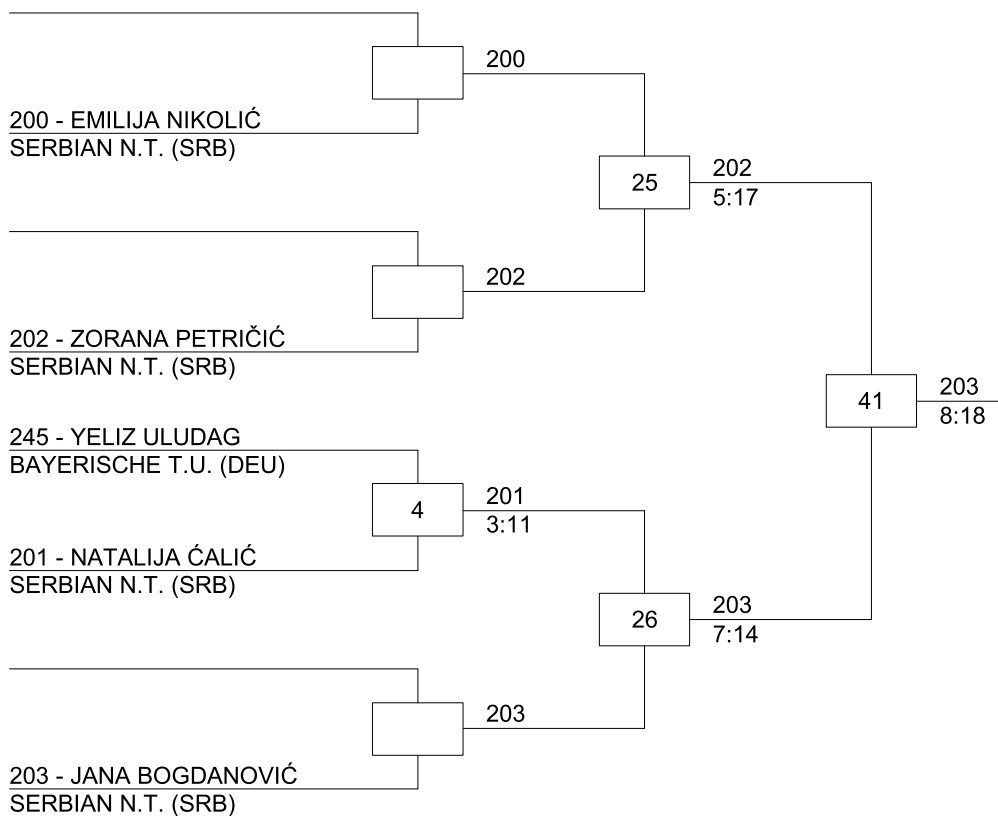 200
200 - EMILIJA NIKOLIĆ
SERBIAN N.T. (SRB)
25
202
5:17
202
202 - ZORANA PETRIČIĆ
SERBIAN N.T. (SRB)
41
203
8:18
245 - YELIZ ULUDAG
BAYERISCHE T.U. (DEU)
4
201
3:11
201 - NATALIJA ĆALIĆ
SERBIAN N.T. (SRB)
26
203
7:14
203
203 - JANA BOGDANOVIĆ
SERBIAN N.T. (SRB)